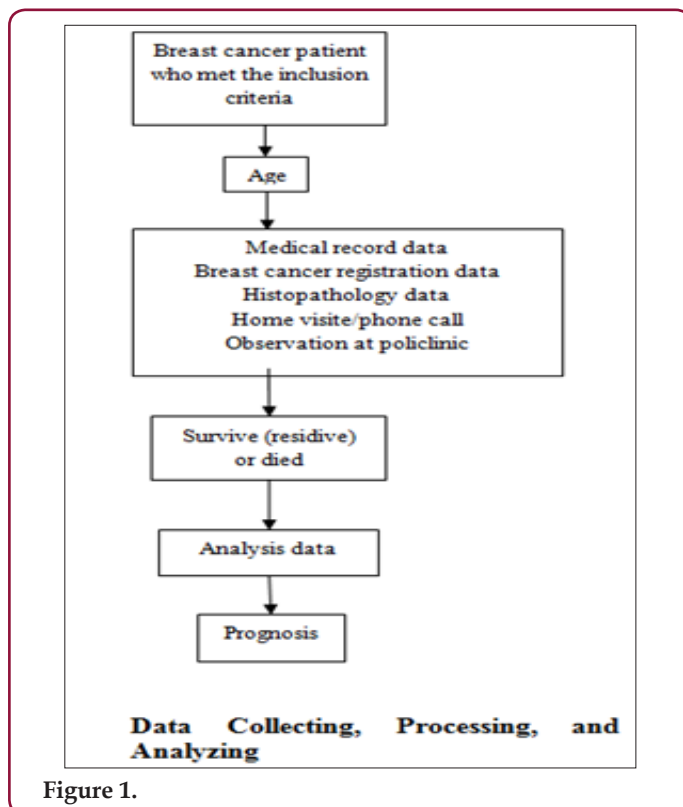 Breast cancer patient
who met the inclusion
criteria
Age
Medical record data
Breast cancer registration data
Histopathology data
Home visite/phone call
Observation at policlinic
Survive (residive)
or died
Analysis data
Prognosis
Data Collecting, Processing, and
Analyzing
Figure 1.